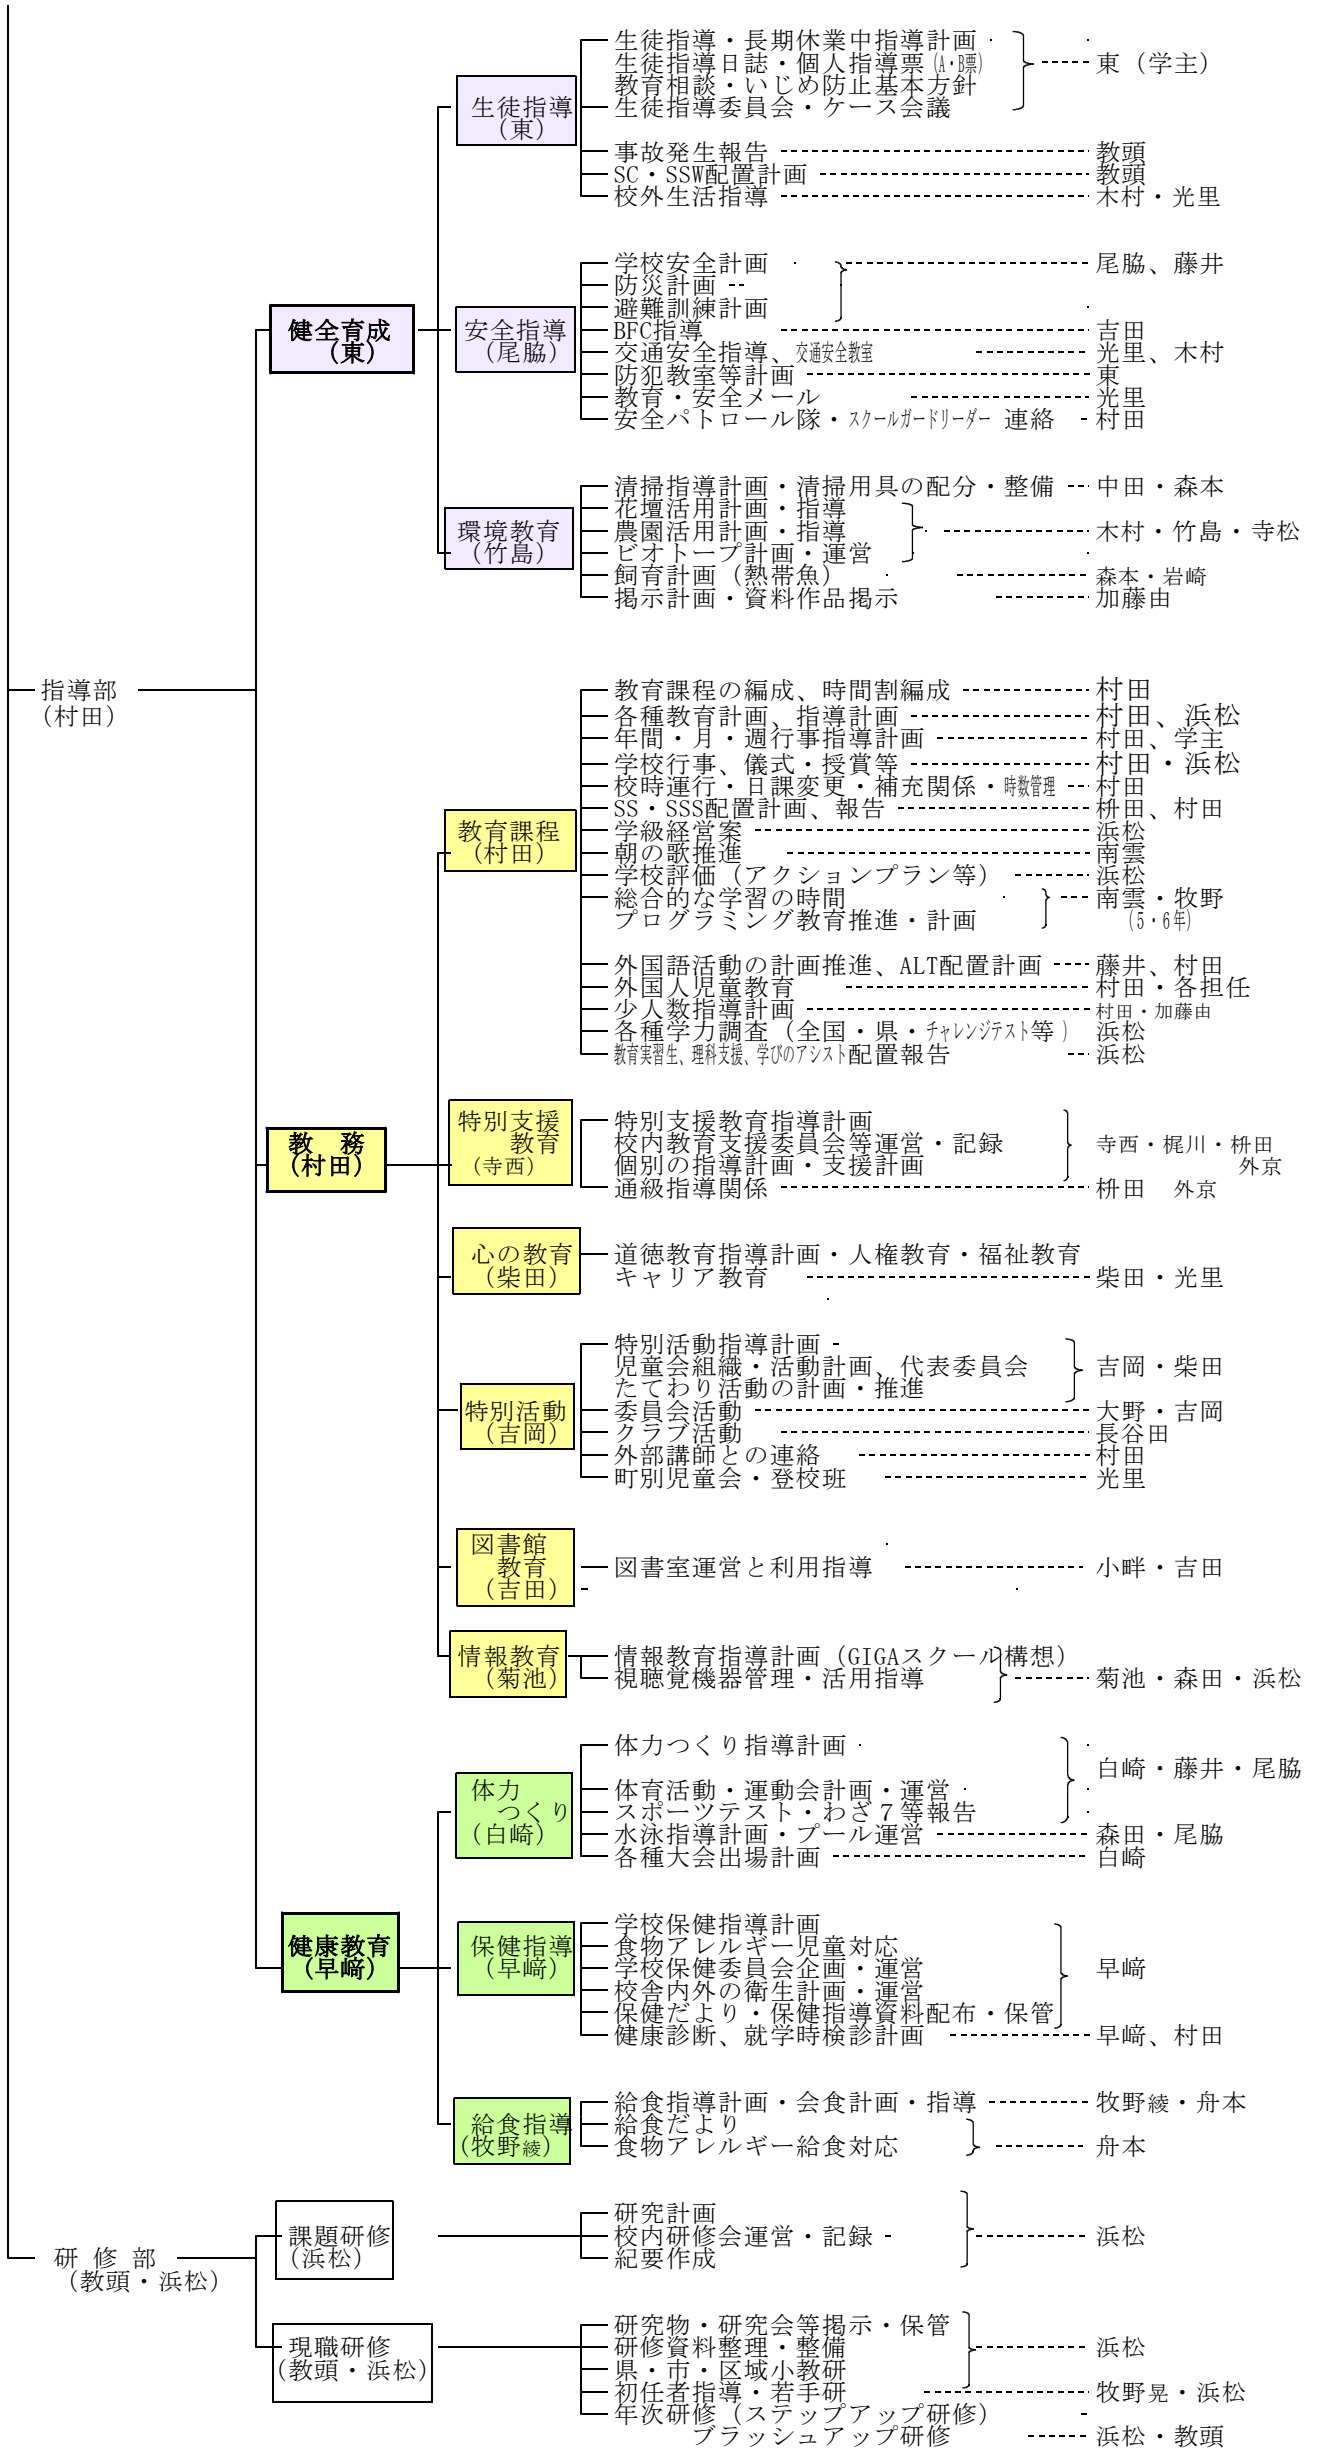 生徒指導・長期休業中指導計画
生徒指導日誌・個人指導票(A・B票)
教育相談・いじめ防止基本方針
生徒指導委員会・ケース会議
東（学主）
生徒指導
（東）
事故発生報告 教頭
SC・SSW配置計画 教頭
校外生活指導 木村・光里
学校安全計画 尾脇、藤井
防災計画
避難訓練計画
健全育成
（東）
安全指導
（尾脇）
BFC指導 吉田
交通安全指導、交通安全教室 光里、木村
防犯教室等計画 東
教育・安全メール 光里
安全パトロール隊・スクールガードリーダー 連絡 村田
清掃指導計画・清掃用具の配分・整備 中田・森本
花壇活用計画・指導
環境教育
（竹島）
農園活用計画・指導 木村・竹島・寺松
ビオトープ計画・運営
飼育計画（熱帯魚） 森本・岩崎
掲示計画・資料作品掲示 加藤由
指導部
（村田）
教育課程の編成、時間割編成 村田
各種教育計画、指導計画 村田、浜松
年間・月・週行事指導計画 村田、学主
学校行事、儀式・授賞等 村田・浜松
校時運行・日課変更・補充関係・時数管理 村田
SS・SSS配置計画、報告 枡田、村田
教育課程
（村田）
学級経営案 浜松
朝の歌推進 南雲
学校評価（アクションプラン等） 浜松
総合的な学習の時間 南雲・牧野
プログラミング教育推進・計画 (5・6年)
外国語活動の計画推進、ALT配置計画 藤井、村田
外国人児童教育 村田・各担任
少人数指導計画 村田・加藤由
各種学力調査（全国・県・チャレンジテスト等） 浜松
教育実習生、理科支援、学びのアシスト配置報告 浜松
教　務
（村田）
特別支援
教育
（寺西）
特別支援教育指導計画
校内教育支援委員会等運営・記録 寺西・梶川・枡田
個別の指導計画・支援計画 外京
通級指導関係 枡田　外京
心の教育
（柴田）
道徳教育指導計画・人権教育・福祉教育
キャリア教育 柴田・光里
特別活動指導計画
児童会組織・活動計画、代表委員会 吉岡・柴田
たてわり活動の計画・推進
特別活動
（吉岡）
委員会活動 大野・吉岡
クラブ活動 長谷田
外部講師との連絡 村田
町別児童会・登校班 光里
図書館
教育
（吉田）
図書室運営と利用指導 小畔・吉田
情報教育
（菊池）
情報教育指導計画（GIGAスクール構想）
視聴覚機器管理・活用指導 菊池・森田・浜松
体力つくり指導計画
白崎・藤井・尾脇
体力
つくり
（白崎）
体育活動・運動会計画・運営
スポーツテスト・わざ７等報告
水泳指導計画・プール運営 森田・尾脇
各種大会出場計画 白崎
健康教育
（早﨑）
保健指導
（早﨑）
学校保健指導計画
食物アレルギー児童対応
学校保健委員会企画・運営 早﨑
校舎内外の衛生計画・運営
保健だより・保健指導資料配布・保管
健康診断、就学時検診計画 早﨑、村田
給食指導
（牧野綾）
給食指導計画・会食計画・指導 牧野綾・舟本
給食だより
食物アレルギー給食対応 舟本
課題研修
（浜松）
研究計画
校内研修会運営・記録 浜松
紀要作成
研 修 部
（教頭・浜松）
現職研修
（教頭・浜松）
研究物・研究会等掲示・保管
研修資料整理・整備 浜松
県・市・区域小教研
初任者指導・若手研 牧野晃・浜松
年次研修（ステップアップ研修）
ブラッシュアップ研修 浜松・教頭